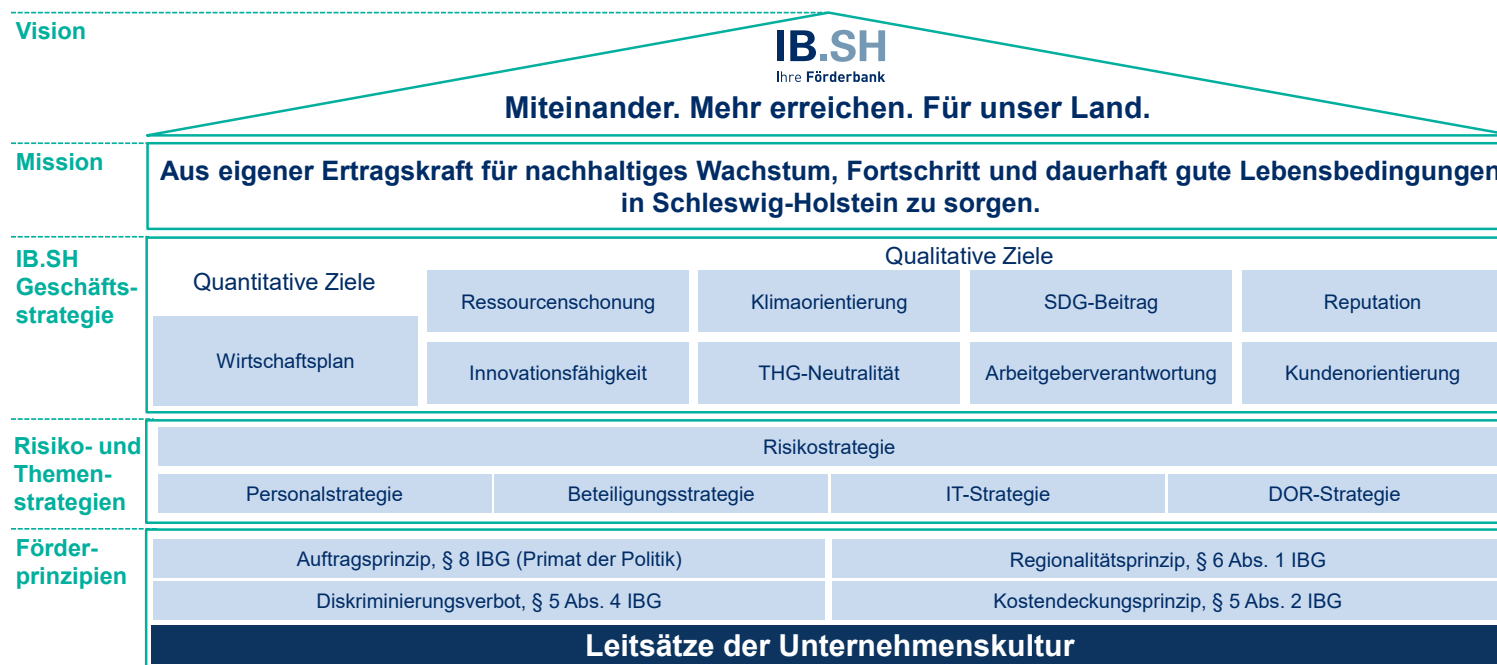 Vision
IB.SH
Ihre Förderbank
Miteinander. Mehr erreichen. Für unser Land.
Mission
Aus eigener Ertragskraft für nachhaltiges Wachstum, Fortschritt und dauerhaft gute Lebensbedingungen
in Schleswig-Holstein zu sorgen.
IB.SH
Geschäfts-
strategie
Quantitative Ziele
Wirtschaftsplan
Qualitative Ziele
Ressourcenschonung
Klimaorientierung
SDG-Beitrag
Reputation
Innovationsfähigkeit
THG-Neutralität
Arbeitgeberverantwortung
Kundenorientierung
Risiko- und
Themen-
strategien
Risikostrategie
Personalstrategie
Beteiligungsstrategie
IT-Strategie
DOR-Strategie
Förder-
prinzipien
Auftragsprinzip, § 8 IBG (Primat der Politik)
Regionalitätsprinzip, § 6 Abs. 1 IBG
Diskriminierungsverbot, § 5 Abs. 4 IBG
Kostendeckungsprinzip, § 5 Abs. 2 IBG
Leitsätze der Unternehmenskultur